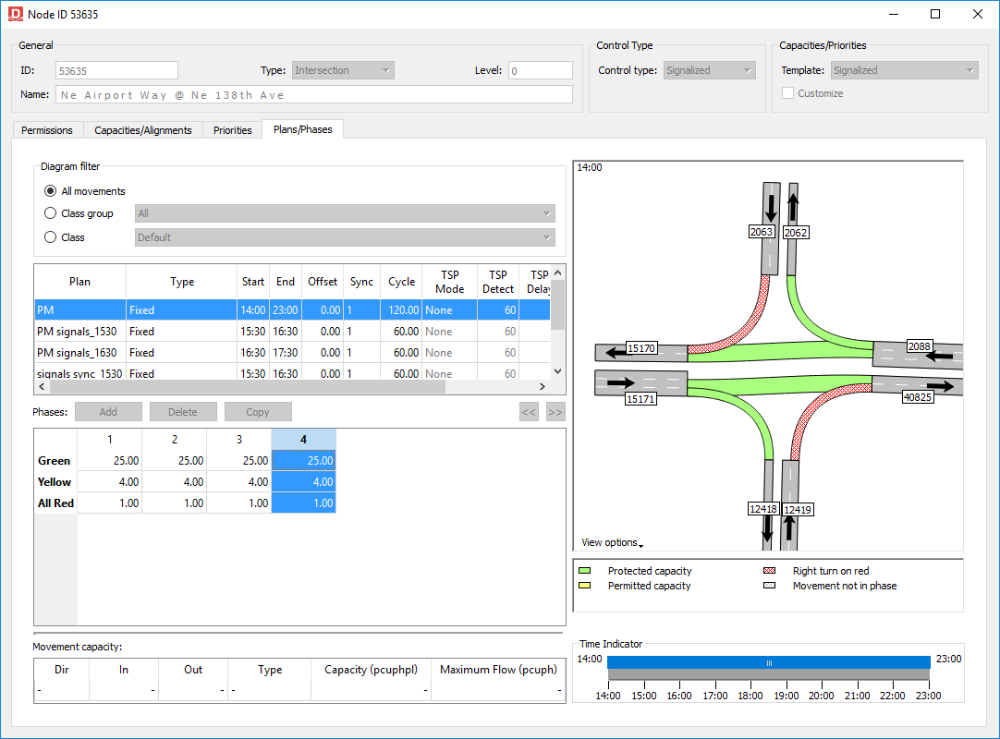 Node ID 53635
General
ID: 53635 Type: Intersection Level: 0
Name: Ne Airport Way @ Ne 138th Ave
Control Type
Control type: Signalized
Capacities/Priorities
Template: Signalized
Customize
Permissions Capacities/Alignments Priorities Plans/Phases
Diagram filter
All movements
Class group All
Class Default
Plan Type Start End Offset Sync Cycle TSP Mode TSP Detect TSP Delay
PM Fixed 14:00 23:00 0.00 1 120.00 None 60
PM signals_1530 Fixed 15:30 16:30 0.00 1 60.00 None 60
PM signals_1630 Fixed 16:30 17:30 0.00 1 60.00 None 60
signals sync_1530 Fixed 15:30 16:30 0.00 1 60.00 None 60
Phases: Add Delete Copy << >>
1 2 3 4
Green 25.00 25.00 25.00 25.00
Yellow 4.00 4.00 4.00 4.00
All Red 1.00 1.00 1.00 1.00
Movement capacity:
Dir In Out Type Capacity (pcuphpl) Maximum Flow (pcuph)
- - - - - -
14:00
2063 2062
15170 2088
15171 40825
12418 12419
View options
Protected capacity Right turn on red
Permitted capacity Movement not in phase
Time Indicator
14:00 23:00
14:00 15:00 16:00 17:00 18:00 19:00 20:00 21:00 22:00 23:00